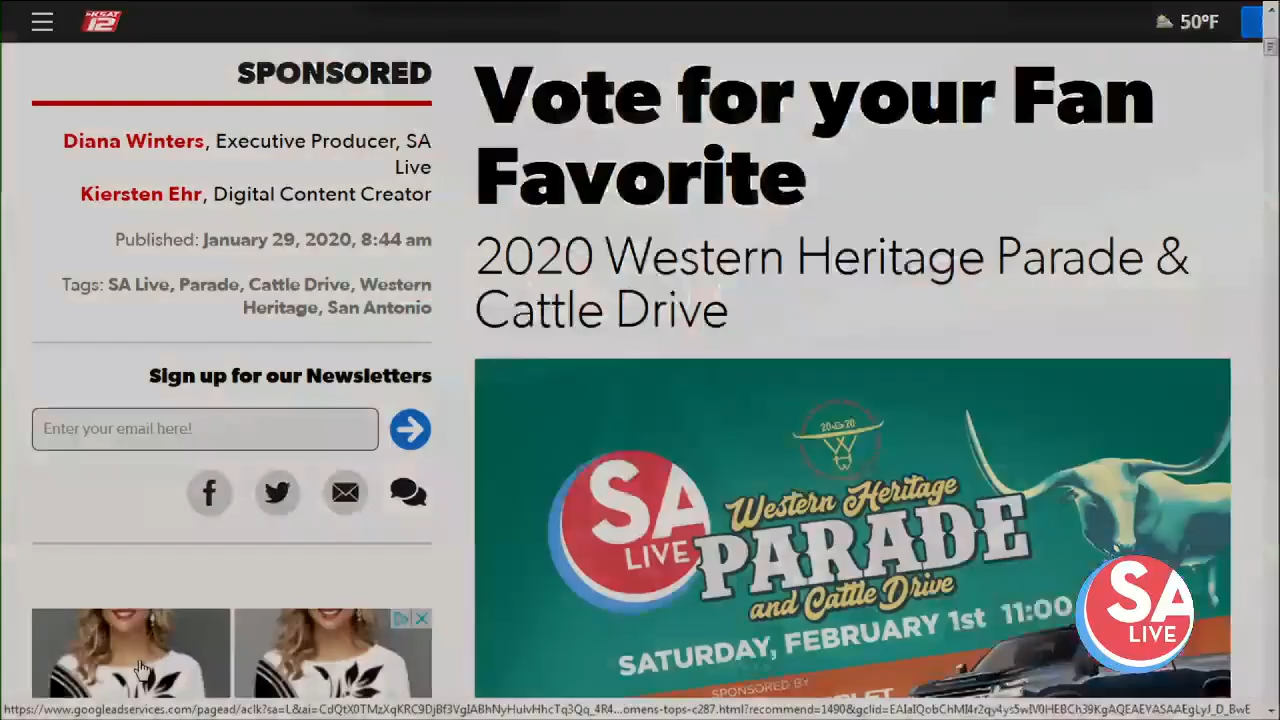 KSAT
12
50°F
SPONSORED
Diana Winters, Executive Producer, SA
Live
Kiersten Ehr, Digital Content Creator
Published: January 29, 2020, 8:44 am
Tags: SA Live, Parade, Cattle Drive, Western
Heritage, San Antonio
Sign up for our Newsletters
Enter your email here!
Vote for your Fan
Favorite
2020 Western Heritage Parade &
Cattle Drive
20 20
SA
LIVE
Western Heritage
PARADE
and Cattle Drive
SATURDAY, FEBRUARY 1st 11:00
SPONSORED BY
SA
LIVE